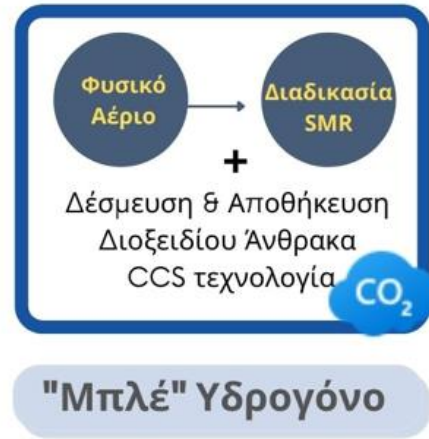 Φυσικό
Αέριο
Διαδικασία
SMR
+
Δέσμευση & Αποθήκευση
Διοξειδίου Άνθρακα
CCS τεχνολογία
CO₂
"Μπλέ" Υδρογόνο